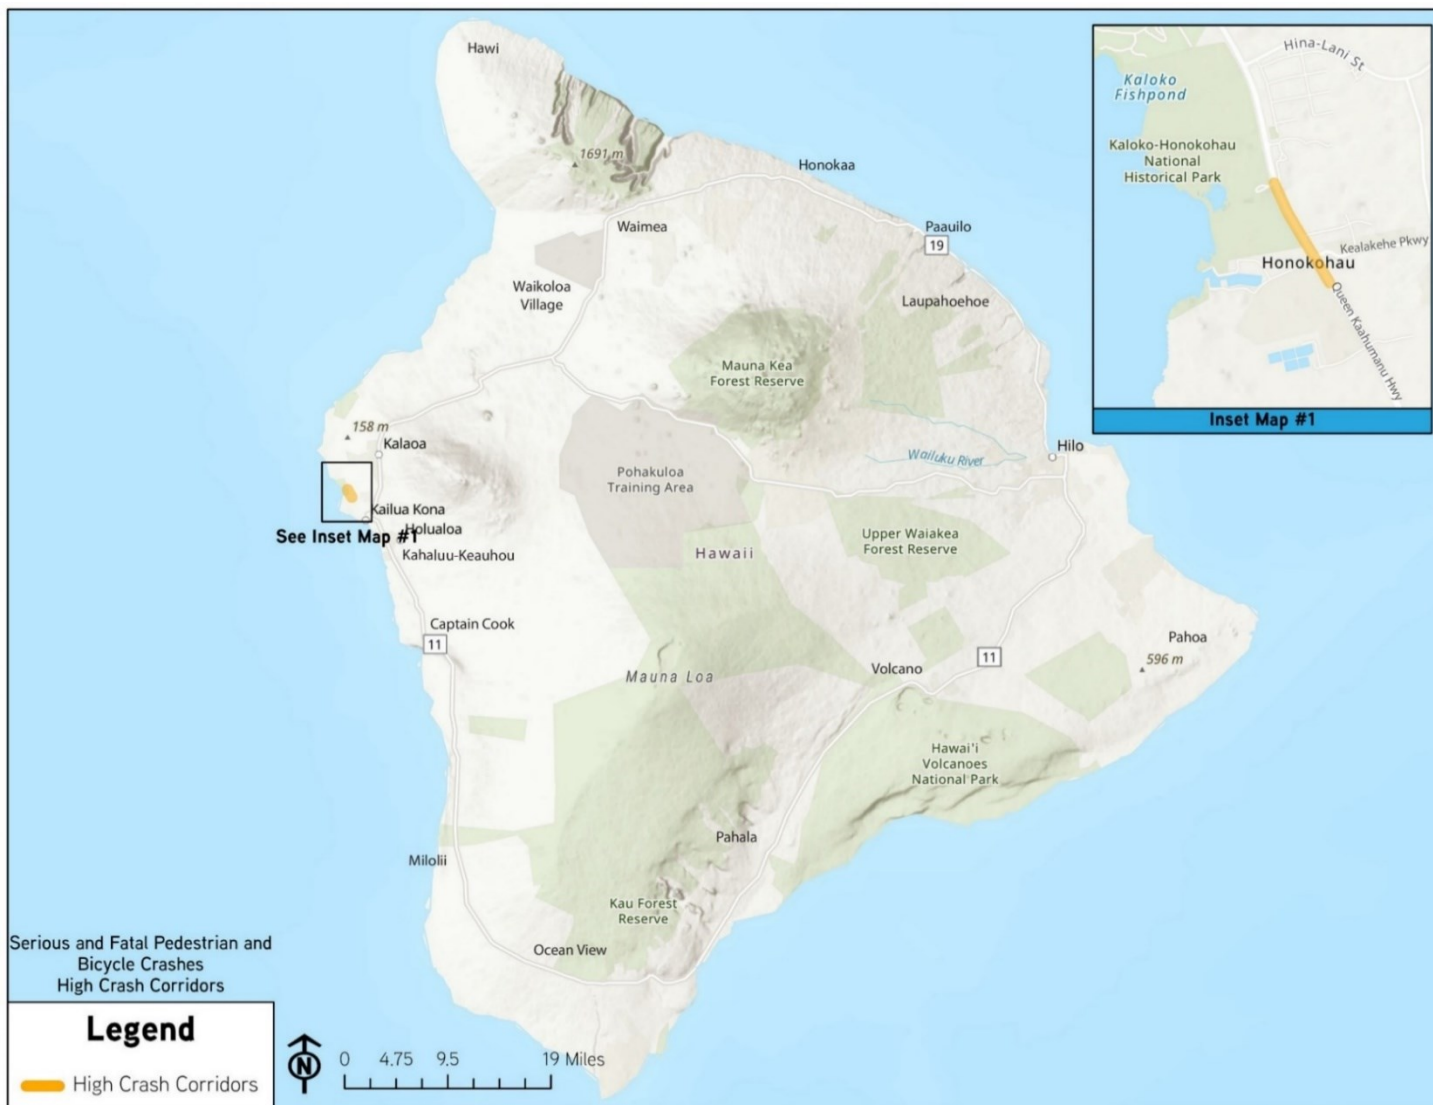 Hawi
1691 m
Honokaa
Waimea
Paauilo
19
Waikoloa
Village
Laupahoehoe
Mauna Kea
Forest Reserve
158 m
Kalaoa
Hilo
Wailuku River
Pohakuloa
Training Area
Kailua Kona
Holualoa
See Inset Map #1
Kahaluu-Keauhou
Hawaii
Upper Waiakea
Forest Reserve
Captain Cook
11
Pahoa
596 m
Volcano
11
Mauna Loa
Hawai'i
Volcanoes
National Park
Pahala
Milolii
Kau Forest
Reserve
Ocean View
Hina-Lani St
Kaloko
Fishpond
Kaloko-Honokohau
National
Historical Park
Kealakehe Pkwy
Honokohau
Queen Kaahumanu Hwy
Inset Map #1
Serious and Fatal Pedestrian and
Bicycle Crashes
High Crash Corridors
Legend
High Crash Corridors
N
0 4.75 9.5 19 Miles